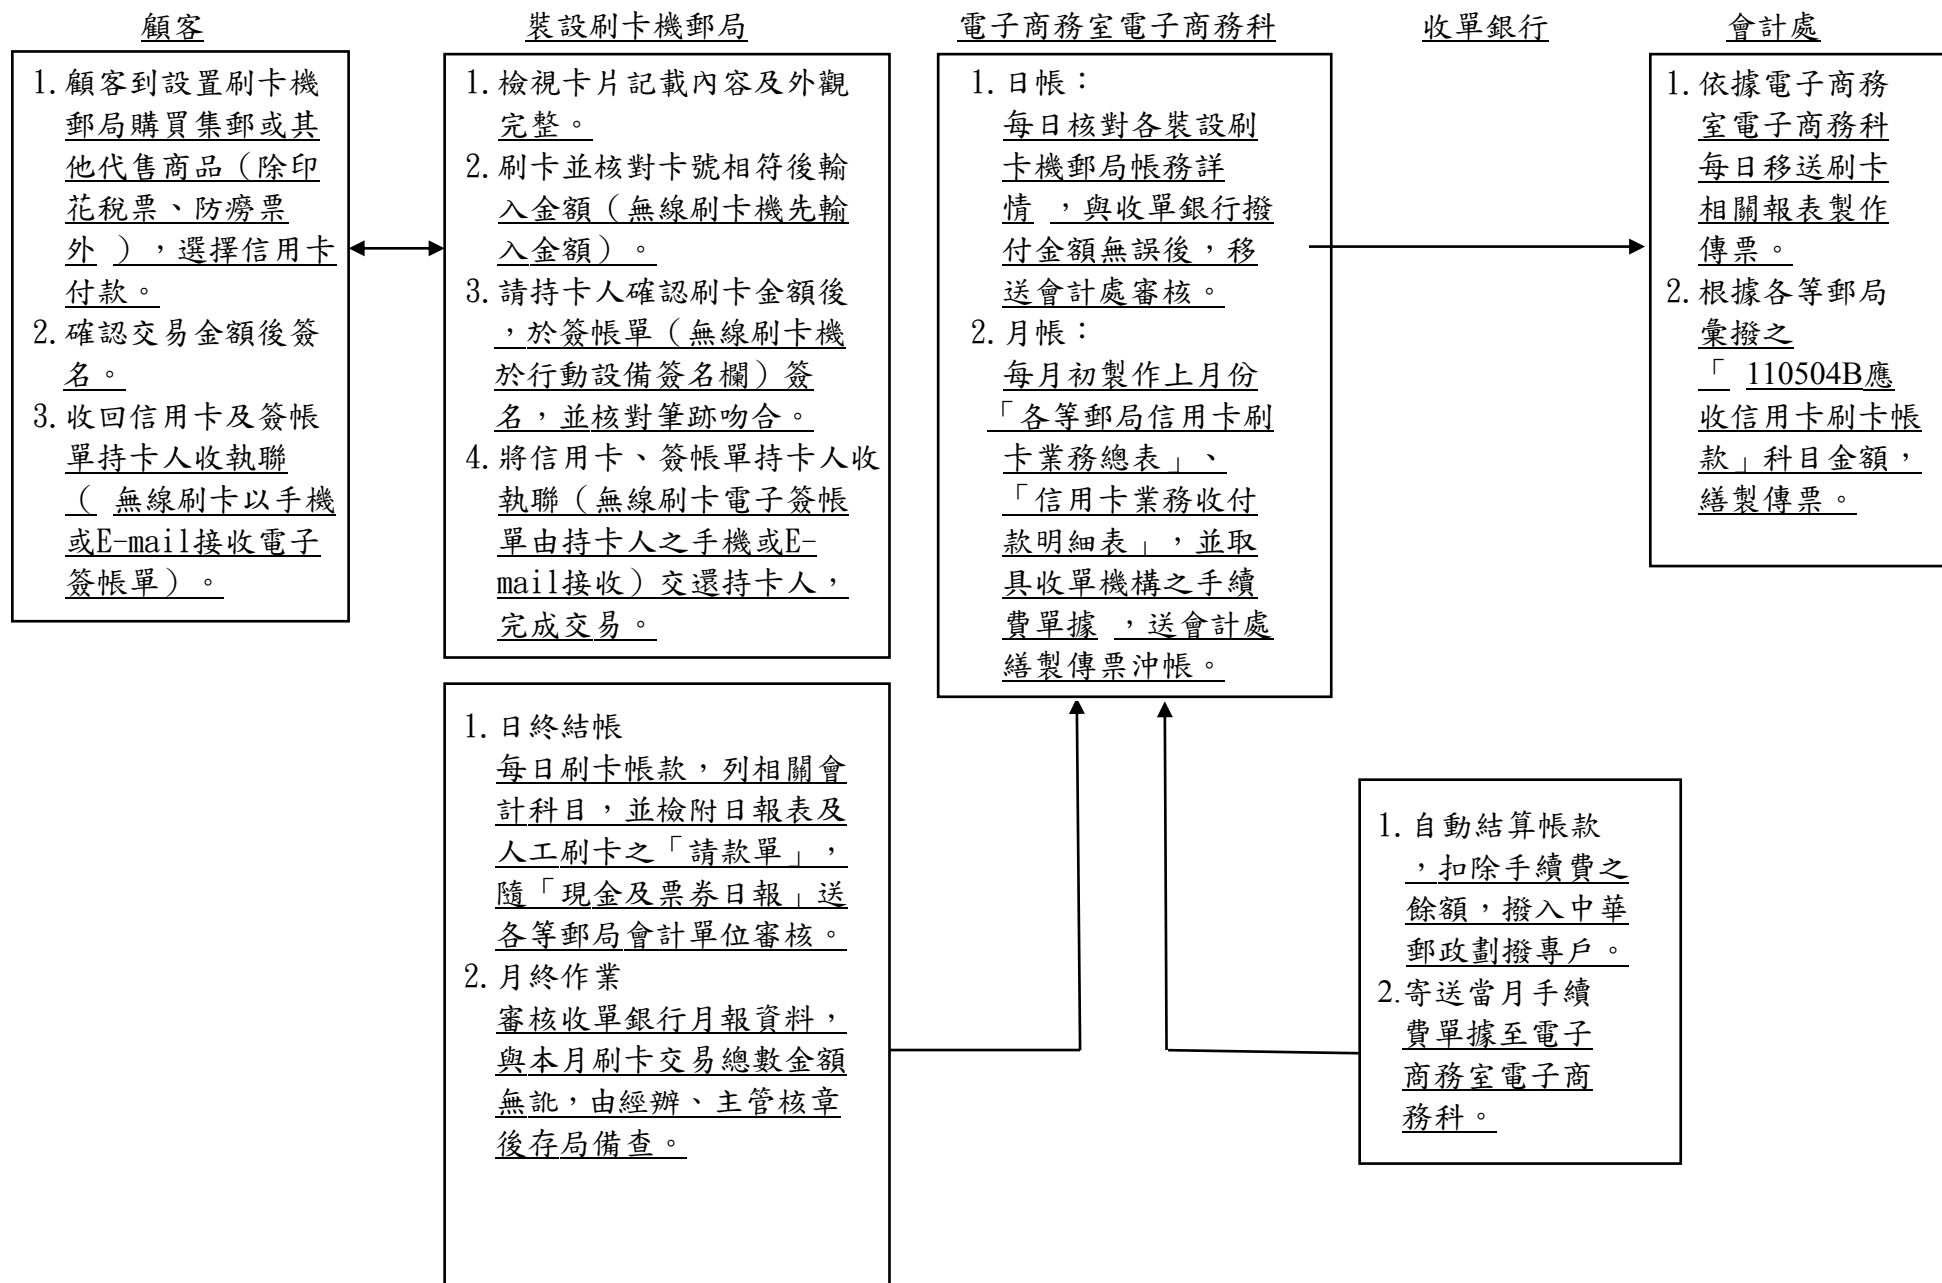 顧客
裝設刷卡機郵局
電子商務室電子商務科
收單銀行
會計處
1.顧客到設置刷卡機
郵局購買集郵或其
他代售商品（除印
花稅票、防癆票
外 ），選擇信用卡
付款。
2.確認交易金額後簽
名。
3.收回信用卡及簽帳
單持卡人收執聯
（ 無線刷卡以手機
或E-mail接收電子
簽帳單）。
1.檢視卡片記載內容及外觀
完整。
2.刷卡並核對卡號相符後輸
入金額（無線刷卡機先輸
入金額）。
3.請持卡人確認刷卡金額後
，於簽帳單（無線刷卡機
於行動設備簽名欄）簽
名，並核對筆跡吻合。
4.將信用卡、簽帳單持卡人收
執聯（無線刷卡電子簽帳
單由持卡人之手機或E-
mail接收）交還持卡人，
完成交易。
1.日帳：
每日核對各裝設刷
卡機郵局帳務詳
情 ，與收單銀行撥
付金額無誤後，移
送會計處審核。
2.月帳：
每月初製作上月份
「各等郵局信用卡刷
卡業務總表」、
「信用卡業務收付
款明細表」，並取
具收單機構之手續
費單據 ，送會計處
繕製傳票沖帳。
1.依據電子商務
室電子商務科
每日移送刷卡
相關報表製作
傳票。
2.根據各等郵局
彙撥之
「 110504B應
收信用卡刷卡帳
款」科目金額，
繕製傳票。
1.日終結帳
每日刷卡帳款，列相關會
計科目，並檢附日報表及
人工刷卡之「請款單」，
隨「現金及票券日報」送
各等郵局會計單位審核。
2.月終作業
審核收單銀行月報資料，
與本月刷卡交易總數金額
無訛，由經辦、主管核章
後存局備查。
1.自動結算帳款
，扣除手續費之
餘額，撥入中華
郵政劃撥專戶。
2.寄送當月手續
費單據至電子
商務室電子商
務科。